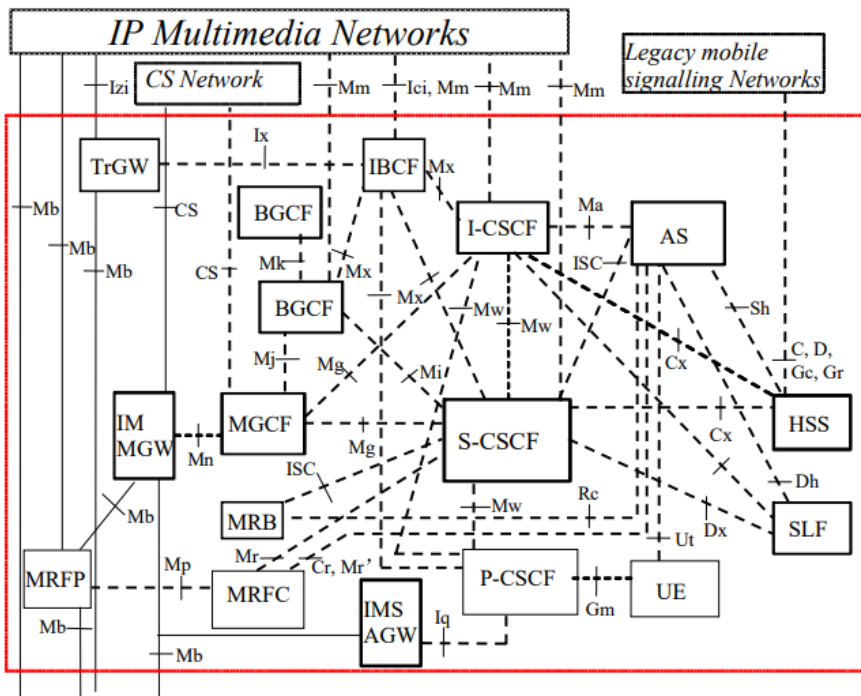 IP Multimedia Networks
Legacy mobile
signalling Networks
CS Network
Izi
Mm
Ici, Mm
Mm
Mm
Ix
TrGW
IBCF
Mx
BGCF
I-CSCF
Ma
AS
Mb
CS
ISC
Mb
Mk
Mx
Mb
CS
Mx
BGCF
Mw
Mw
Sh
C, D,
Gc, Gr
Cx
Mj
Mg
Mi
IM
MGW
MGCF
S-CSCF
HSS
Mn
Mg
Cx
ISC
Dh
Mb
MRB
Mw
Rc
Dx
SLF
Ut
Mr
Cr, Mr’
MRFP
Mp
MRFC
P-CSCF
UE
Gm
IMS
AGW
Iq
Mb
Mb